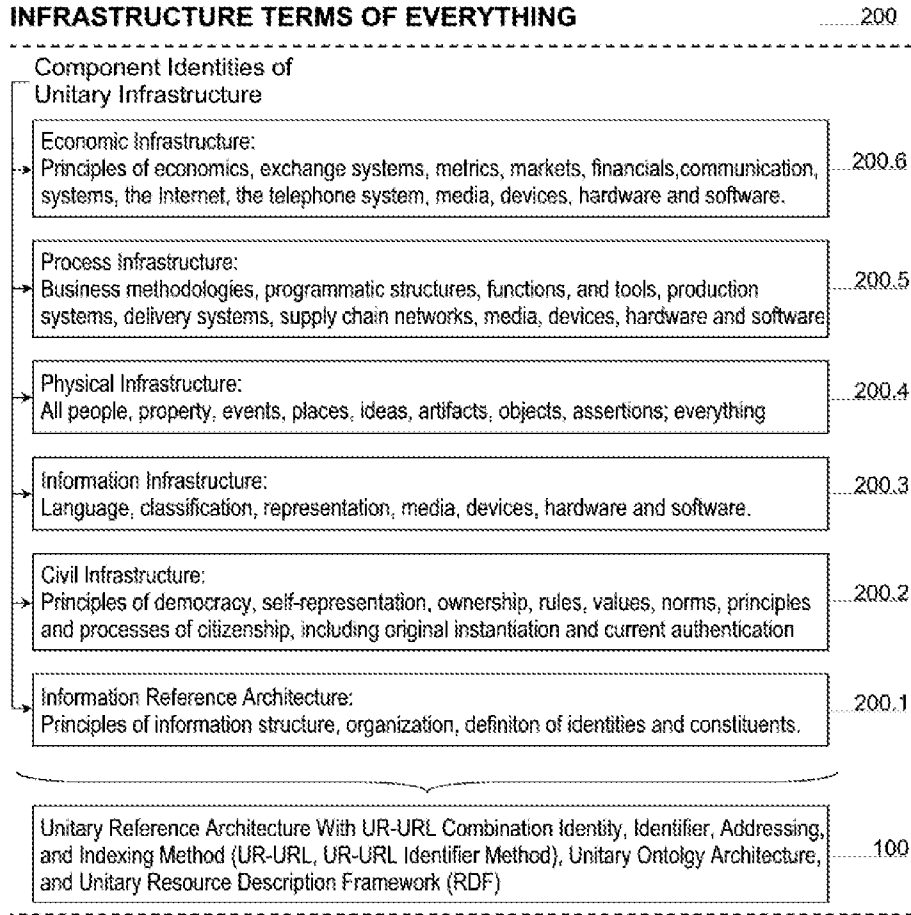 INFRASTRUCTURE TERMS OF EVERYTHING 200
Component Identities of
Unitary Infrastructure
Economic Infrastructure:
Principles of economics, exchange systems, metrics, markets, financials,communication, 200.6
systems, the Internet, the telephone system, media, devices, hardware and software.
Process Infrastructure:
Business methodologies, programmatic structures, functions, and tools, production 200.5
systems, delivery systems, supply chain networks, media, devices, hardware and software
Physical Infrastructure:
All people, property, events, places, ideas, artifacts, objects, assertions; everything 200.4
Information Infrastructure:
Language, classification, representation, media, devices, hardware and software. 200.3
Civil Infrastructure:
Principles of democracy, self-representation, ownership, rules, values, norms, principles 200.2
and processes of citizenship, including original instantiation and current authentication
Information Reference Architecture:
Principles of information structure, organization, definiton of identities and constituents. 200.1
Unitary Reference Architecture With UR-URL Combination Identity, Identifier, Addressing,
and Indexing Method (UR-URL, UR-URL Identifier Method), Unitary Ontolgy Architecture, 100
and Unitary Resource Description Framework (RDF)